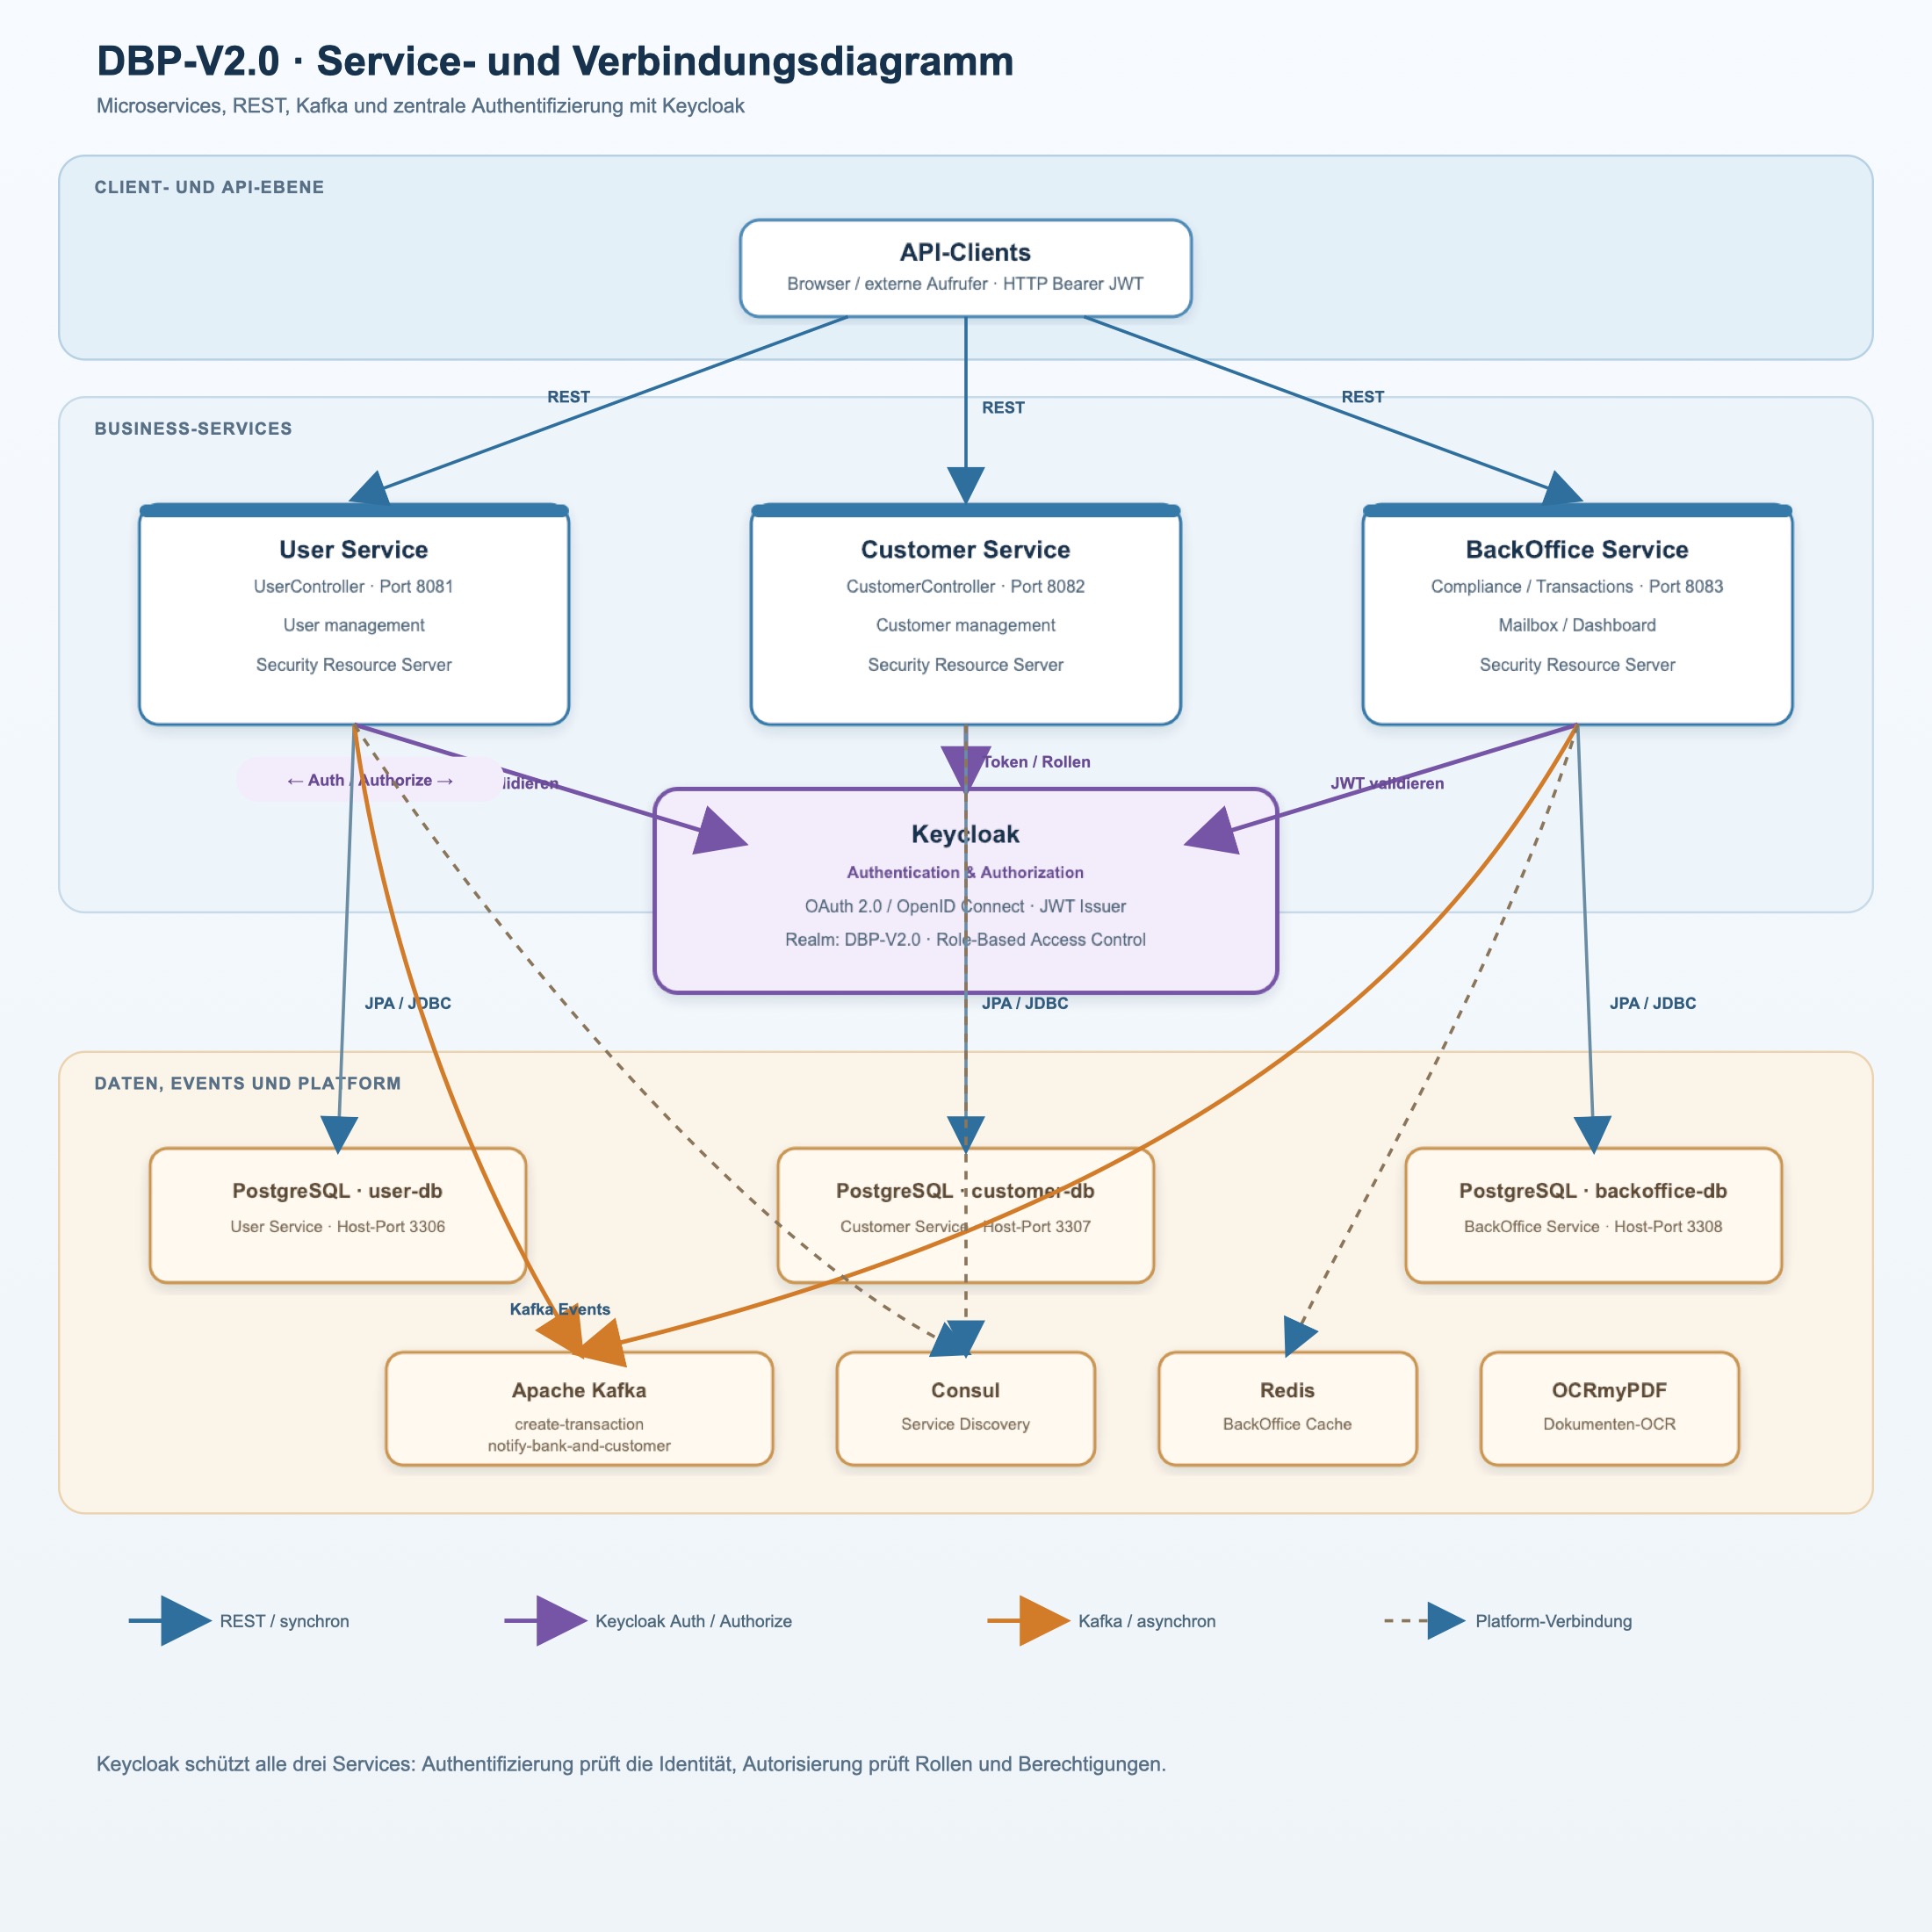 DBP-V2.0 · Service- und Verbindungsdiagramm
Microservices, REST, Kafka und zentrale Authentifizierung mit Keycloak
CLIENT- UND API-EBENE
API-Clients
Browser / externe Aufrufer · HTTP Bearer JWT
REST
REST
REST
BUSINESS-SERVICES
User Service
UserController · Port 8081
User management
Security Resource Server
Customer Service
CustomerController · Port 8082
Customer management
Security Resource Server
BackOffice Service
Compliance / Transactions · Port 8083
Mailbox / Dashboard
Security Resource Server
← Auth / Authorize →
Token / Rollen
JWT validieren
Keycloak
Authentication & Authorization
OAuth 2.0 / OpenID Connect · JWT Issuer
Realm: DBP-V2.0 · Role-Based Access Control
JPA / JDBC
JPA / JDBC
JPA / JDBC
DATEN, EVENTS UND PLATFORM
PostgreSQL · user-db
User Service · Host-Port 3306
PostgreSQL · customer-db
Customer Service · Host-Port 3307
PostgreSQL · backoffice-db
BackOffice Service · Host-Port 3308
Kafka Events
Apache Kafka
create-transaction
notify-bank-and-customer
Consul
Service Discovery
Redis
BackOffice Cache
OCRmyPDF
Dokumenten-OCR
REST / synchron
Keycloak Auth / Authorize
Kafka / asynchron
Platform-Verbindung
Keycloak schützt alle drei Services: Authentifizierung prüft die Identität, Autorisierung prüft Rollen und Berechtigungen.